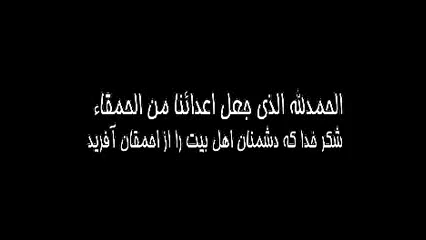 الحمدلله الذی جعل اعدائنا من الحمقاء
شکر خدا که دشمنان اهل بیت را از احمقان آفرید